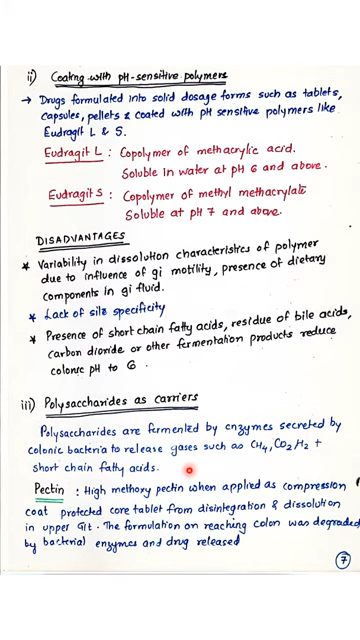 ii) Coating with pH-sensitive polymers
→ Drugs formulated into solid dosage forms such as tablets,
capsules, pellets & coated with pH sensitive polymers like
Eudragit L & S.
Eudragit L : Copolymer of methacrylic acid.
Soluble in water at pH 6 and above.
Eudragit S : Copolymer of methyl methacrylate
Soluble at pH 7 and above.
DISADVANTAGES
* Variability in dissolution characteristics of polymer
due to influence of gi motility, presence of dietary
components in gi fluid.
* Lack of site specificity
* Presence of short chain fatty acids, residue of bile acids,
carbon dioxide or other fermentation products reduce
colonic pH to 6.
iii) Polysaccharides as carriers
Polysaccharides are fermented by enzymes secreted by
colonic bacteria to release gases such as CH4, CO2 H2 +
short chain fatty acids.
Pectin : High methoxy pectin when applied as compression
coat protected core tablet from disintegration & dissolution
in upper Git. The formulation on reaching colon was degraded
by bacterial enzymes and drug released
7